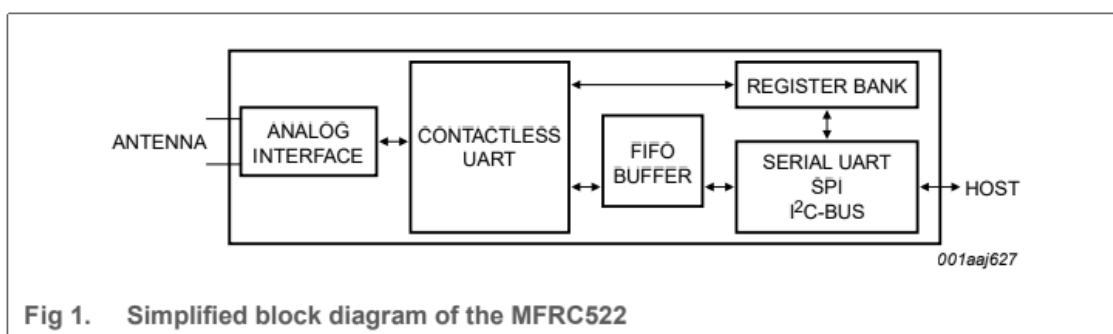 ANTENNA
ANALOG
INTERFACE
CONTACTLESS
UART
FIFO
BUFFER
REGISTER BANK
SERIAL UART
SPI
I²C-BUS
HOST
001aaj627
Fig 1. Simplified block diagram of the MFRC522